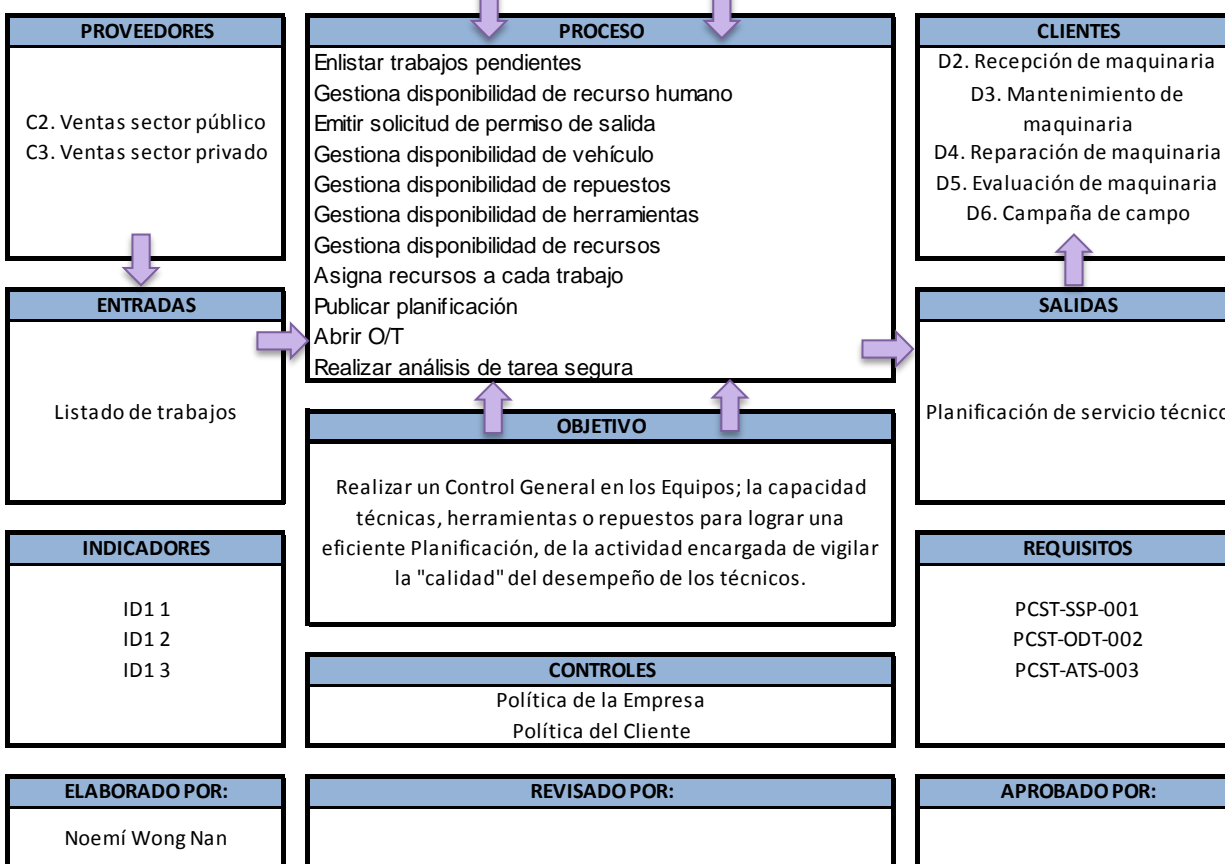 PROVEEDORES
C2. Ventas sector público
C3. Ventas sector privado
ENTRADAS
Listado de trabajos
INDICADORES
ID1 1
ID1 2
ID1 3
ELABORADO POR:
Noemí Wong Nan
PROCESO
Enlistar trabajos pendientes
Gestiona disponibilidad de recurso humano
Emitir solicitud de permiso de salida
Gestiona disponibilidad de vehículo
Gestiona disponibilidad de repuestos
Gestiona disponibilidad de herramientas
Gestiona disponibilidad de recursos
Asigna recursos a cada trabajo
Publicar planificación
Abrir O/T
Realizar análisis de tarea segura
OBJETIVO
Realizar un Control General en los Equipos; la capacidad
técnicas, herramientas o repuestos para lograr una
eficiente Planificación, de la actividad encargada de vigilar
la "calidad" del desempeño de los técnicos.
CONTROLES
Política de la Empresa
Política del Cliente
REVISADO POR:
CLIENTES
D2. Recepción de maquinaria
D3. Mantenimiento de
maquinaria
D4. Reparación de maquinaria
D5. Evaluación de maquinaria
D6. Campaña de campo
SALIDAS
Planificación de servicio técnico
REQUISITOS
PCST-SSP-001
PCST-ODT-002
PCST-ATS-003
APROBADO POR: